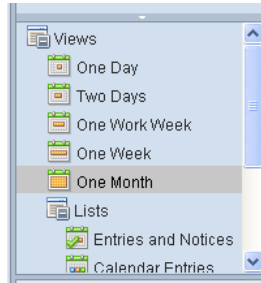 Views
One Day
Two Days
One Work Week
One Week
One Month
Lists
Entries and Notices
Calendar Entries